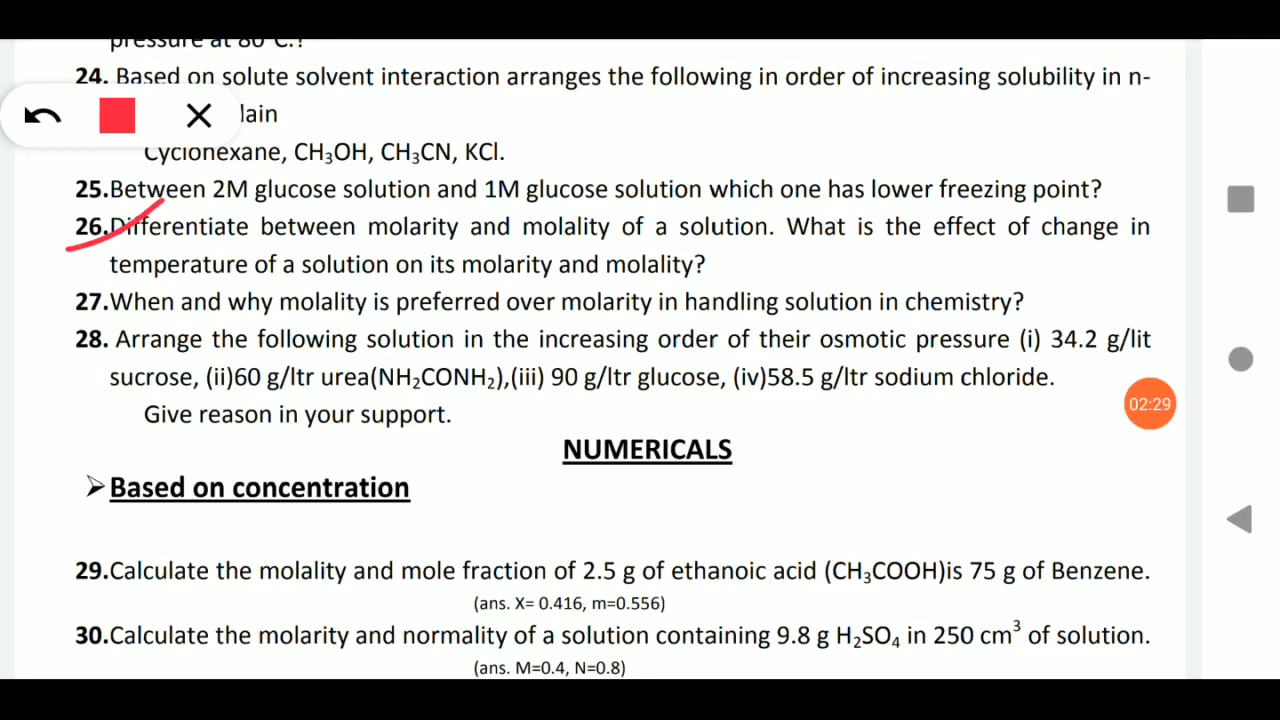 pressure at 80°C.?
24. Based on solute solvent interaction arranges the following in order of increasing solubility in n-
lain
Cyclohexane, CH₃OH, CH₃CN, KCl.
25.Between 2M glucose solution and 1M glucose solution which one has lower freezing point?
26.Differentiate between molarity and molality of a solution. What is the effect of change in
temperature of a solution on its molarity and molality?
27.When and why molality is preferred over molarity in handling solution in chemistry?
28. Arrange the following solution in the increasing order of their osmotic pressure (i) 34.2 g/lit
sucrose, (ii)60 g/ltr urea(NH₂CONH₂),(iii) 90 g/ltr glucose, (iv)58.5 g/ltr sodium chloride.
Give reason in your support.
02:29
NUMERICALS
➢Based on concentration
29.Calculate the molality and mole fraction of 2.5 g of ethanoic acid (CH₃COOH)is 75 g of Benzene.
(ans. X= 0.416, m=0.556)
30.Calculate the molarity and normality of a solution containing 9.8 g H₂SO₄ in 250 cm³ of solution.
(ans. M=0.4, N=0.8)